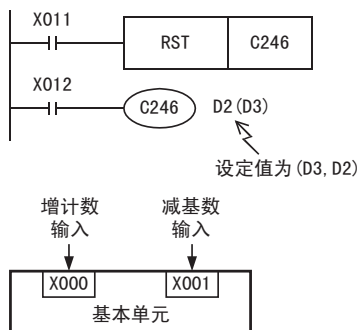 X011
RST C246
X012
C246 D2(D3)
设定值为(D3, D2)
增计数 减基数
输入 输入
X000 X001
基本单元